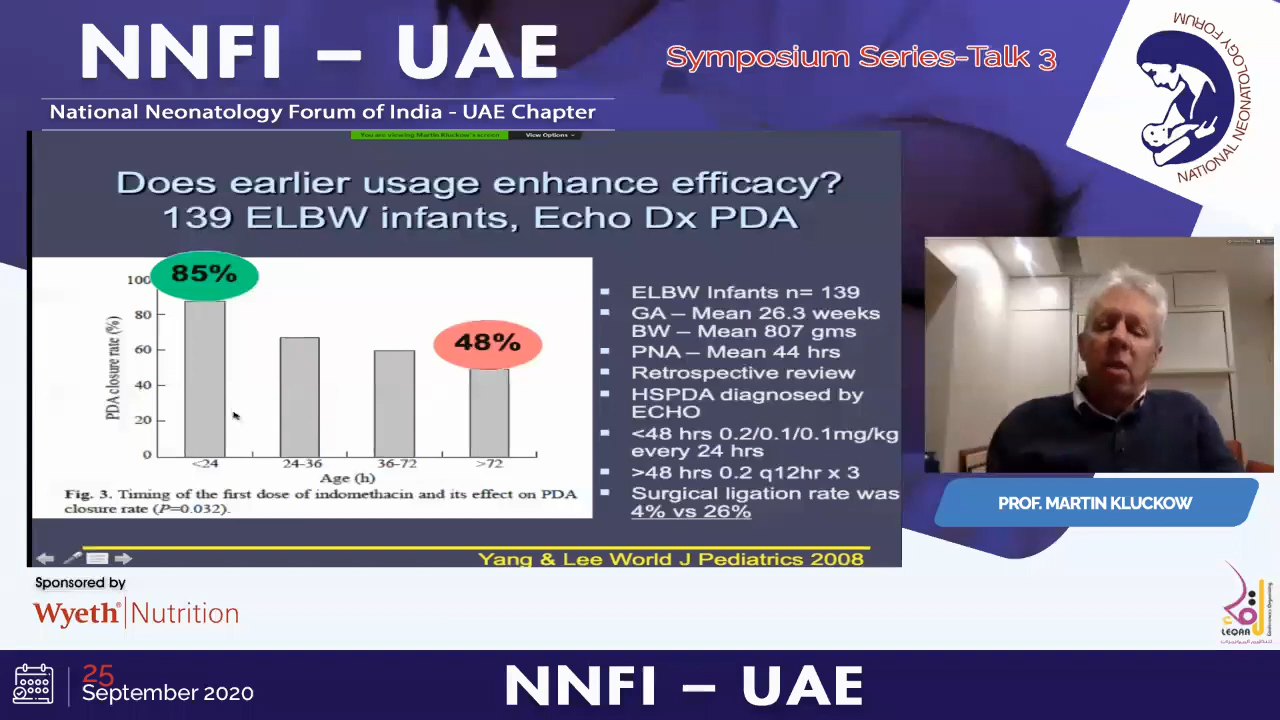 NNFI – UAE
National Neonatology Forum of India - UAE Chapter
Symposium Series-Talk 3
NATIONAL NEONATOLOGY FORUM
You are viewing Martin Kluckow's screen
View Options
Does earlier usage enhance efficacy?
139 ELBW infants, Echo Dx PDA
85%
48%
PDA closure rate (%)
100
80
60
40
20
0
<24 24-36 36-72 >72
Age (h)
Fig. 3. Timing of the first dose of indomethacin and its effect on PDA
closure rate (P=0.032).
ELBW Infants n= 139
GA – Mean 26.3 weeks
BW – Mean 807 gms
PNA – Mean 44 hrs
Retrospective review
HSPDA diagnosed by
ECHO
<48 hrs 0.2/0.1/0.1mg/kg
every 24 hrs
>48 hrs 0.2 q12hr x 3
Surgical ligation rate was
4% vs 26%
Yang & Lee World J Pediatrics 2008
PROF. MARTIN KLUCKOW
Sponsored by
Wyeth® Nutrition
LEQAA
25
September 2020
NNFI – UAE